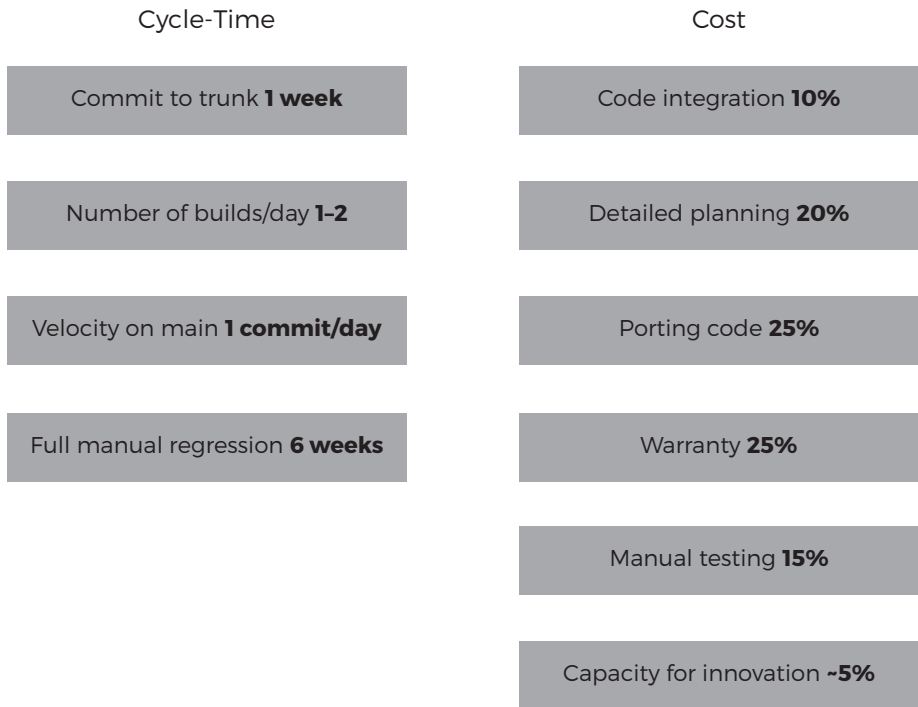 Cycle-Time
Commit to trunk 1 week
Number of builds/day 1–2
Velocity on main 1 commit/day
Full manual regression 6 weeks
Cost
Code integration 10%
Detailed planning 20%
Porting code 25%
Warranty 25%
Manual testing 15%
Capacity for innovation ~5%